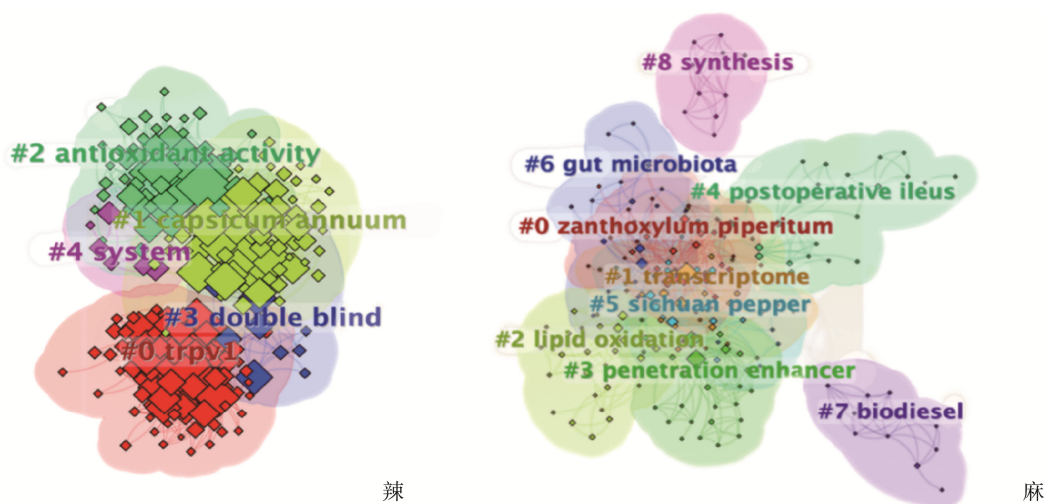 #2 antioxidant activity
#1 capsicum annuum
#4 system
#3 double blind
#0 trpv1
辣
#8 synthesis
#6 gut microbiota
#4 postoperative ileus
#0 zanthoxylum piperitum
#1 transcriptome
#5 sichuan pepper
#2 lipid oxidation
#3 penetration enhancer
#7 biodiesel
麻